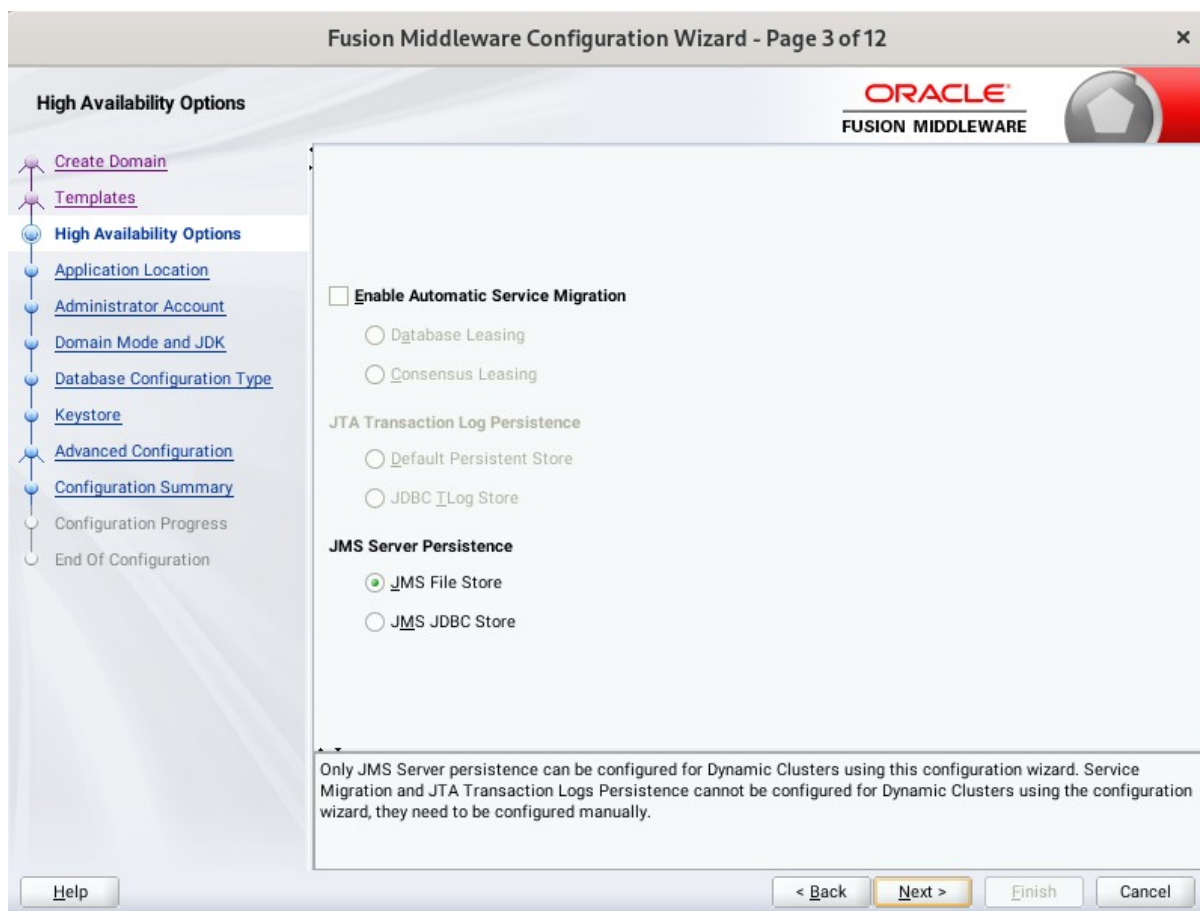 Fusion Middleware Configuration Wizard - Page 3 of 12
High Availability Options
ORACLE
FUSION MIDDLEWARE
Create Domain
Templates
High Availability Options
Application Location
Administrator Account
Domain Mode and JDK
Database Configuration Type
Keystore
Advanced Configuration
Configuration Summary
Configuration Progress
End Of Configuration
Enable Automatic Service Migration
Database Leasing
Consensus Leasing
JTA Transaction Log Persistence
Default Persistent Store
JDBC TLog Store
JMS Server Persistence
JMS File Store
JMS JDBC Store
Only JMS Server persistence can be configured for Dynamic Clusters using this configuration wizard. Service
Migration and JTA Transaction Logs Persistence cannot be configured for Dynamic Clusters using the configuration
wizard, they need to be configured manually.
Help
< Back
Next >
Finish
Cancel